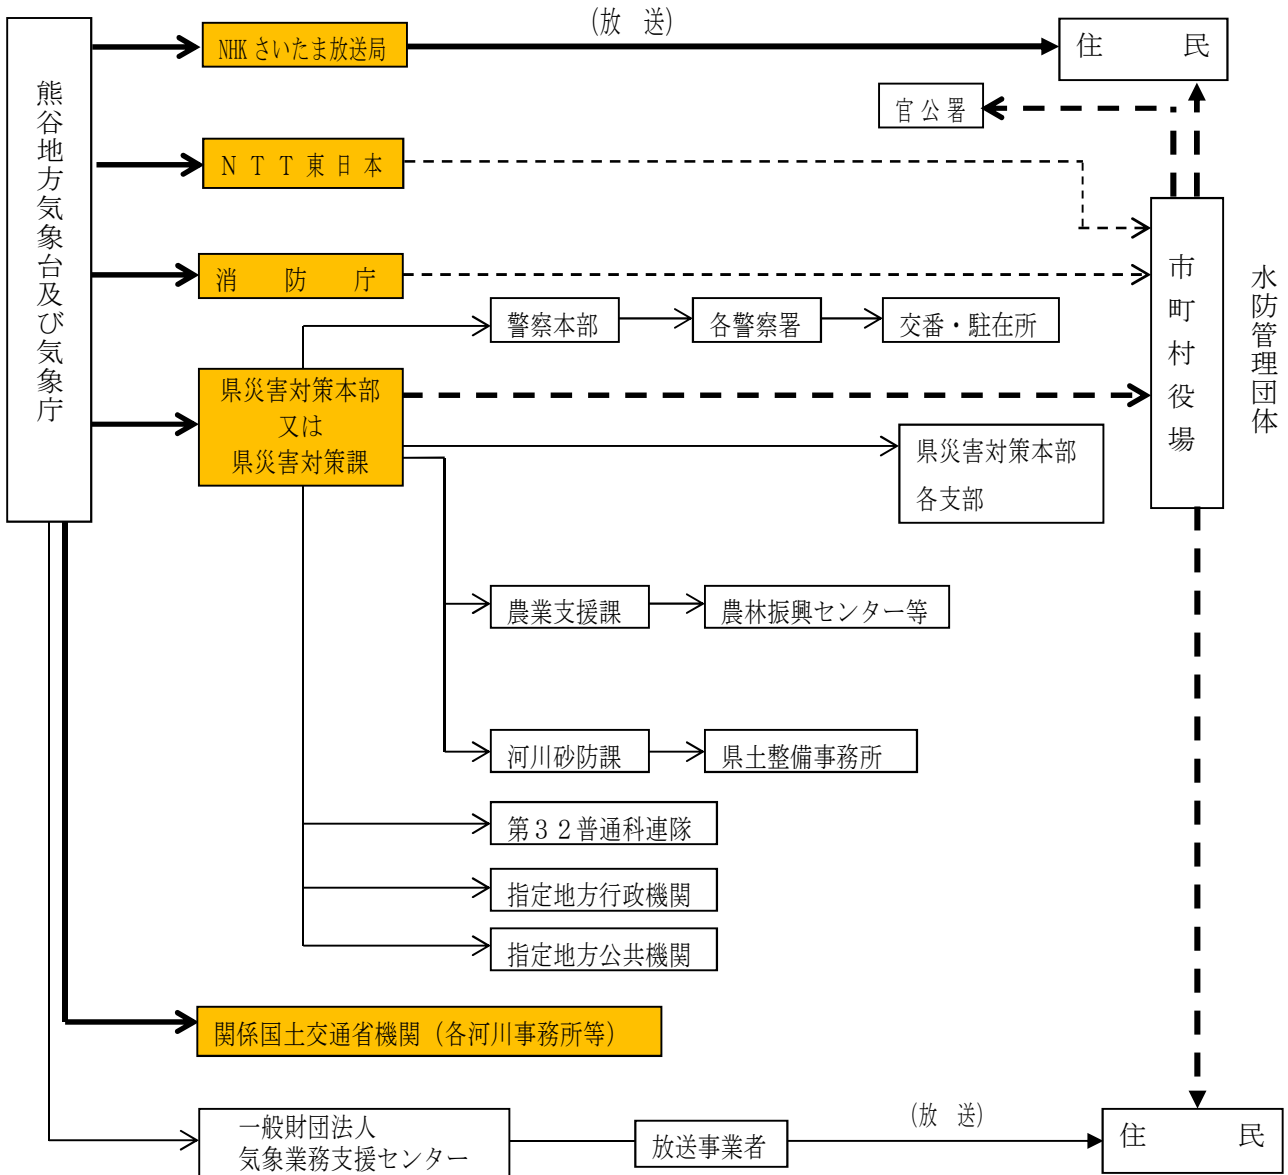 熊谷地方気象台及び気象庁
NHK さいたま放送局
(放 送)
住 民
官公署
NTT東日本
消 防 庁
警察本部
各警察署
交番・駐在所
市町村役場
水防管理団体
県災害対策本部
又は
県災害対策課
県災害対策本部
各支部
農業支援課
農林振興センター等
河川砂防課
県土整備事務所
第32普通科連隊
指定地方行政機関
指定地方公共機関
関係国土交通省機関(各河川事務所等)
一般財団法人
気象業務支援センター
放送事業者
(放 送)
住 民